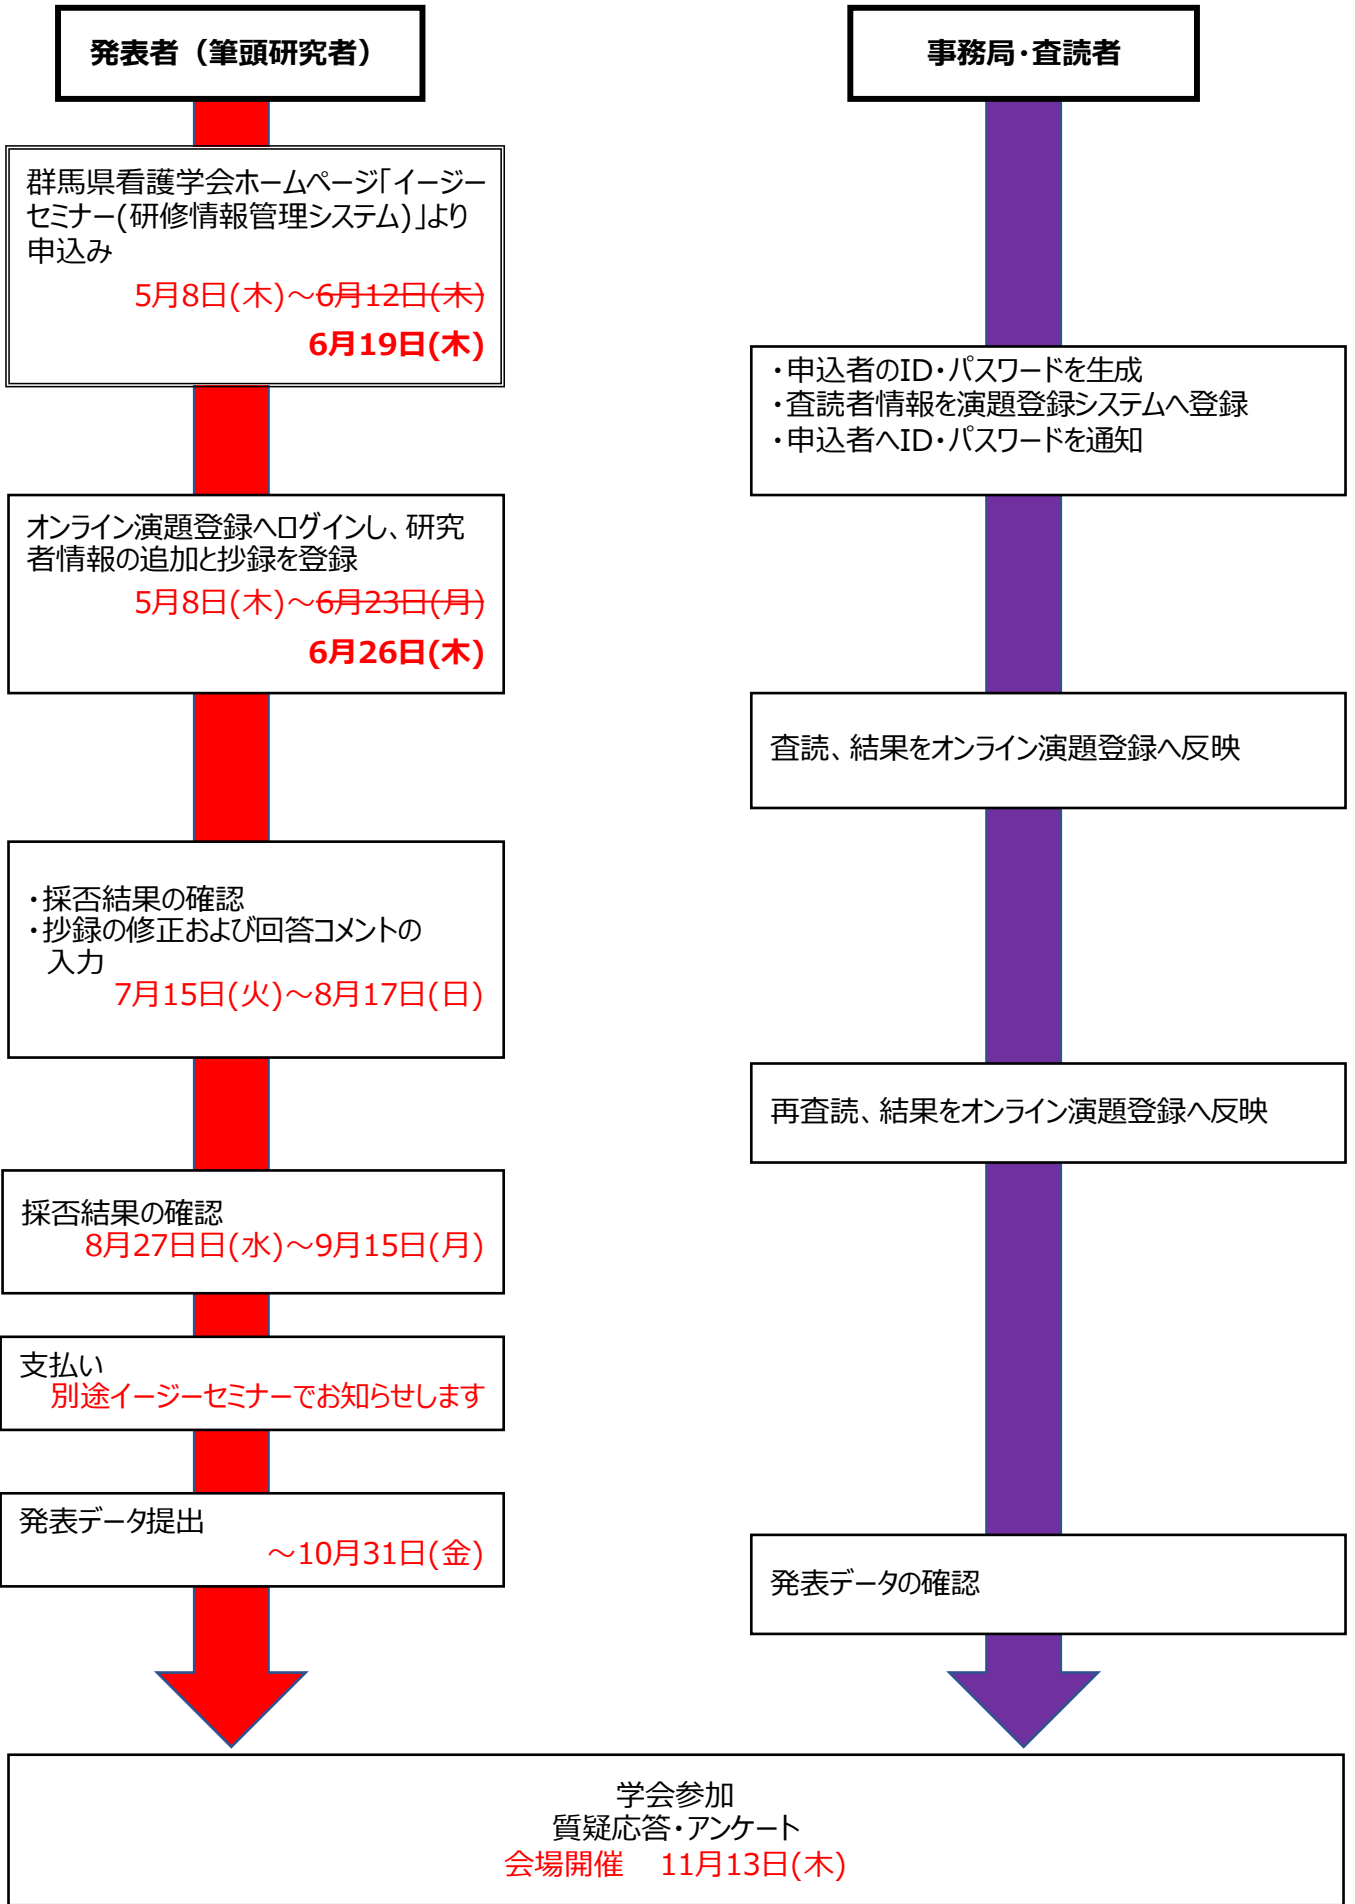 発表者（筆頭研究者）
事務局・査読者
群馬県看護学会ホームページ「イージー
セミナー(研修情報管理システム)」より
申込み
5月8日(木)～6月12日(木)
6月19日(木)
・申込者のID・パスワードを生成
・査読者情報を演題登録システムへ登録
・申込者へID・パスワードを通知
オンライン演題登録へログインし、研究
者情報の追加と抄録を登録
5月8日(木)～6月23日(月)
6月26日(木)
査読、結果をオンライン演題登録へ反映
・採否結果の確認
・抄録の修正および回答コメントの
入力
7月15日(火)～8月17日(日)
再査読、結果をオンライン演題登録へ反映
採否結果の確認
8月27日日(水)～9月15日(月)
支払い
別途イージーセミナーでお知らせします
発表データ提出
～10月31日(金)
発表データの確認
学会参加
質疑応答・アンケート
会場開催　11月13日(木)